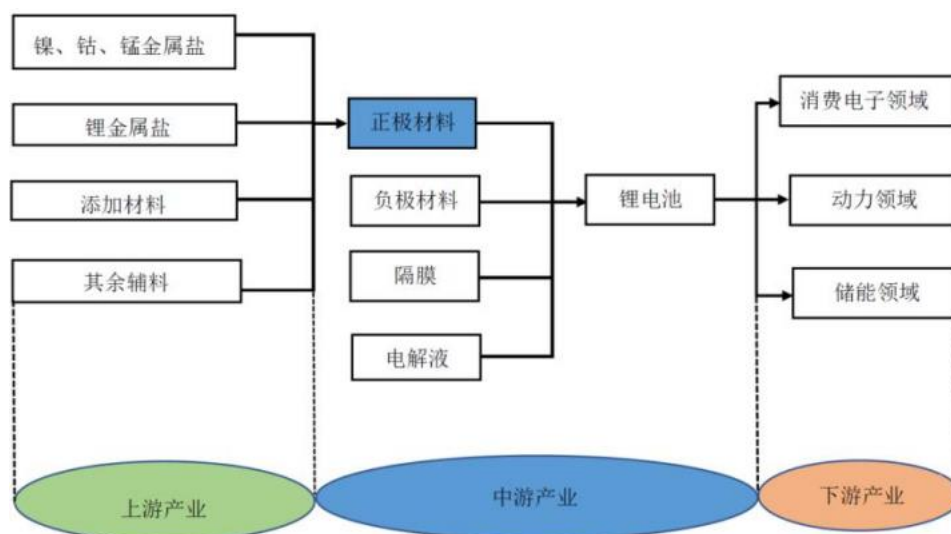 镍、钴、锰金属盐
锂金属盐
添加材料
其余辅料
正极材料
负极材料
隔膜
电解液
锂电池
消费电子领域
动力领域
储能领域
上游产业
中游产业
下游产业